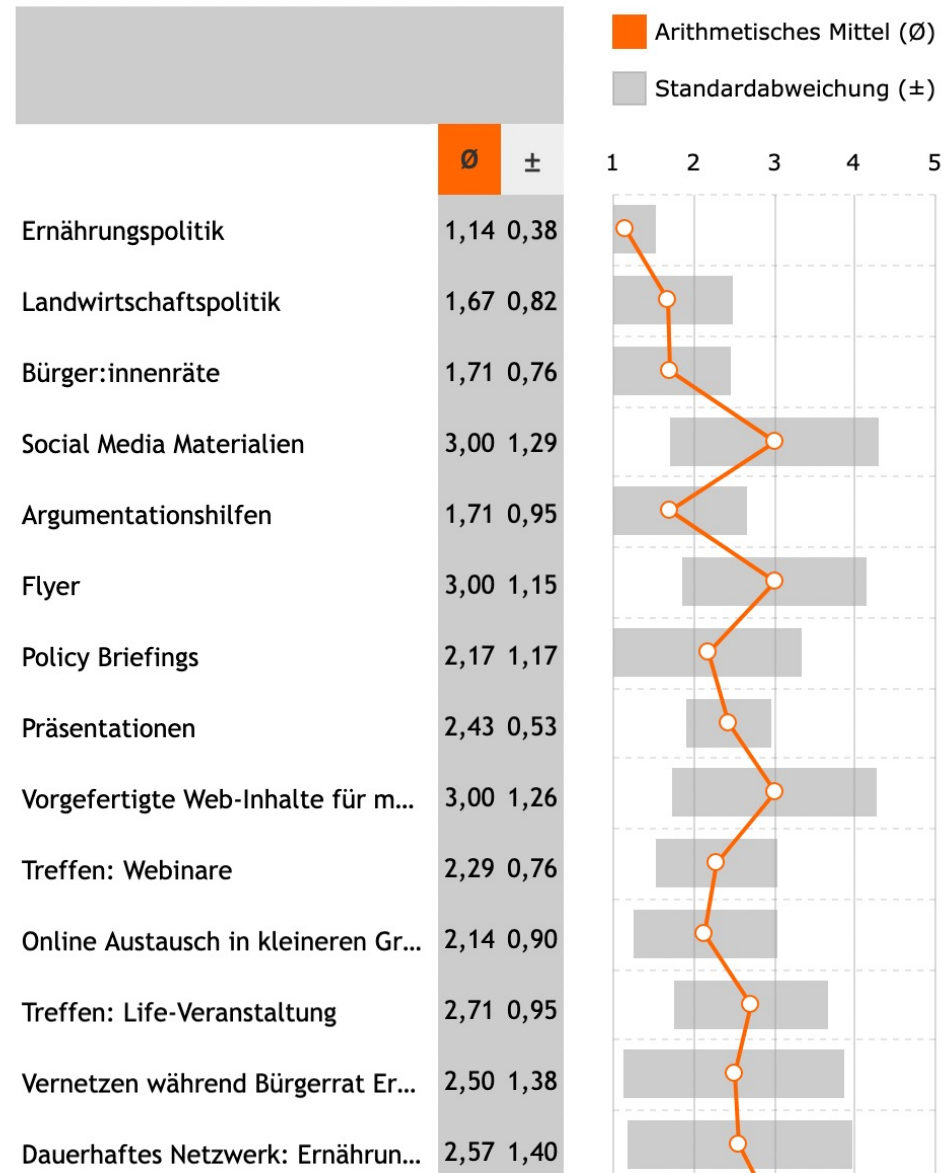 Arithmetisches Mittel (Ø)
Standardabweichung (±)
Ø ± 1 2 3 4 5
Ernährungspolitik 1,14 0,38
Landwirtschaftspolitik 1,67 0,82
Bürger:innenräte 1,71 0,76
Social Media Materialien 3,00 1,29
Argumentationshilfen 1,71 0,95
Flyer 3,00 1,15
Policy Briefings 2,17 1,17
Präsentationen 2,43 0,53
Vorgefertigte Web-Inhalte für m... 3,00 1,26
Treffen: Webinare 2,29 0,76
Online Austausch in kleineren Gr... 2,14 0,90
Treffen: Life-Veranstaltung 2,71 0,95
Vernetzen während Bürgerrat Er... 2,50 1,38
Dauerhaftes Netzwerk: Ernährun... 2,57 1,40